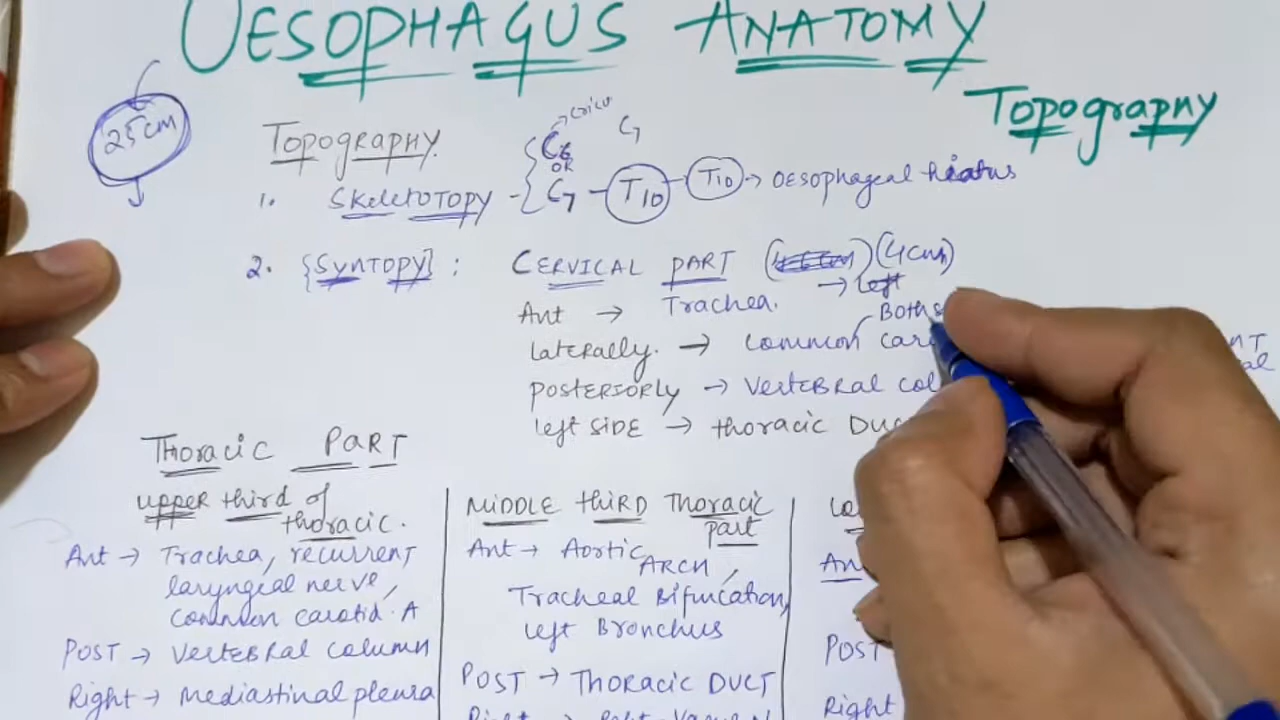 OESOPHAGUS ANATOMY
Topography
25cm
Topography.
C6
OR
C7
1. SKELETOTOPY - C7 - T10 - T10 → OESophageal hiatus
2. {SYNTOPY} : CERVICAL PART (4cm)
Ant → Trachea. → left
Both
laterally. → common
POSTERIORLY → VERTEBRAL
left SIDE → thoracic
THORACIC PART
upper third of
thoracic.
Ant → Trachea, recurrent
laryngeal nerve,
common carotid. A
POST → VERTEBRAL column
Right → Mediastinal pleura
MIDDLE third Thoracic
part
Ant → Aortic
ARCH,
Tracheal Bifurcation,
left Bronchus
POST → THORACIC DUCT
POST
Right